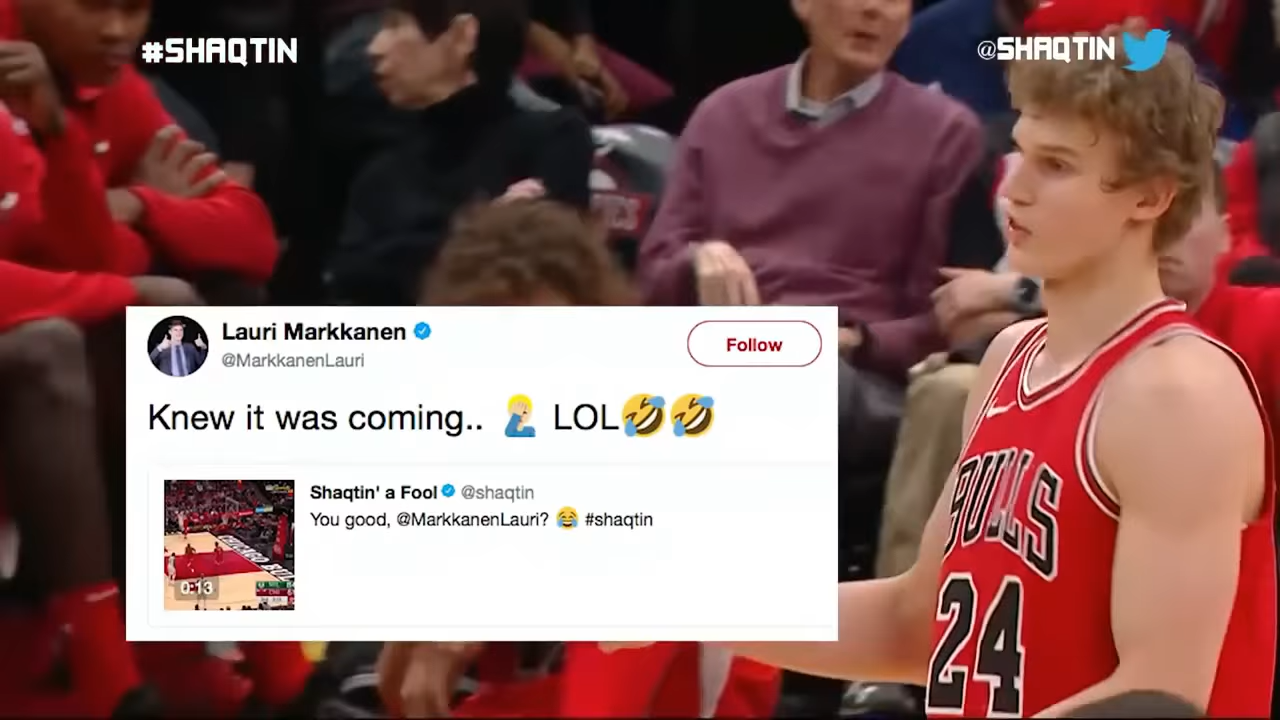 #SHAQTIN
@SHAQTIN
Lauri Markkanen
@MarkkanenLauri
Follow
Knew it was coming.. 🤦🏼‍♂️ LOL🤣🤣
Shaqtin' a Fool @shaqtin
You good, @MarkkanenLauri? 😂 #shaqtin
0:13
BULLS
24